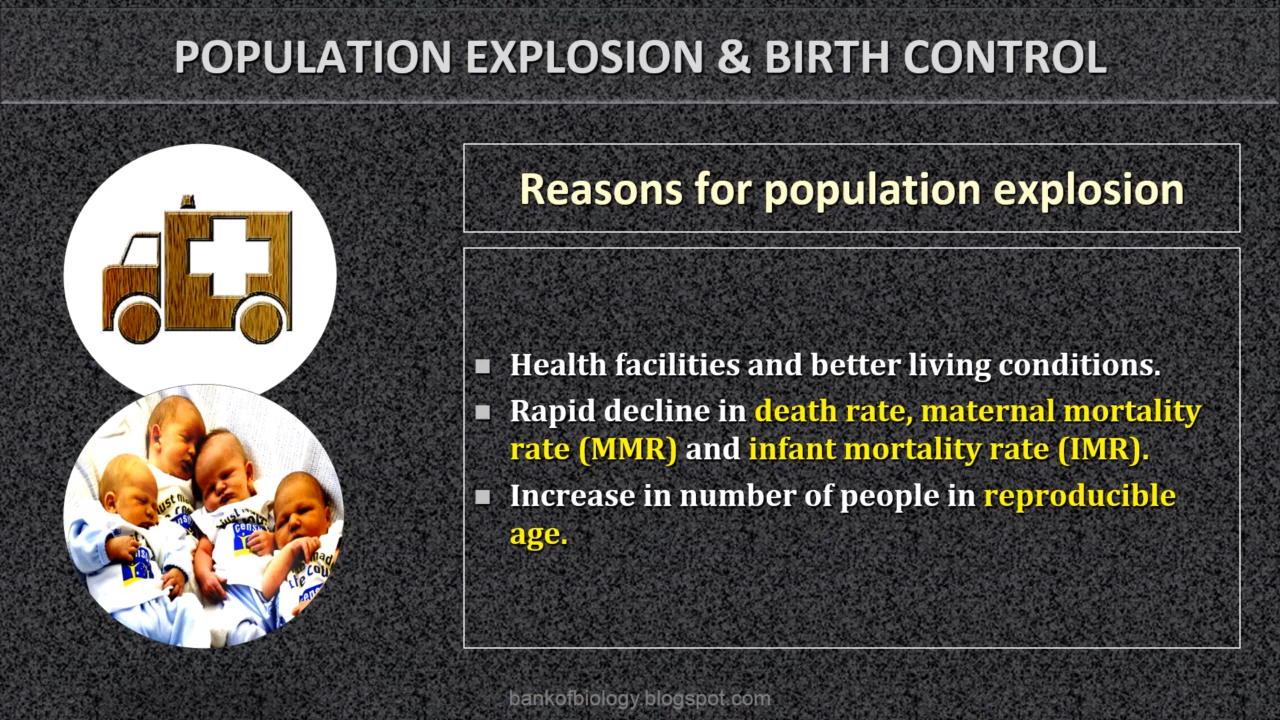 POPULATION EXPLOSION & BIRTH CONTROL
Reasons for population explosion
■ Health facilities and better living conditions.
■ Rapid decline in death rate, maternal mortality
rate (MMR) and infant mortality rate (IMR).
■ Increase in number of people in reproducible
age.
bankofbiology.blogspot.com